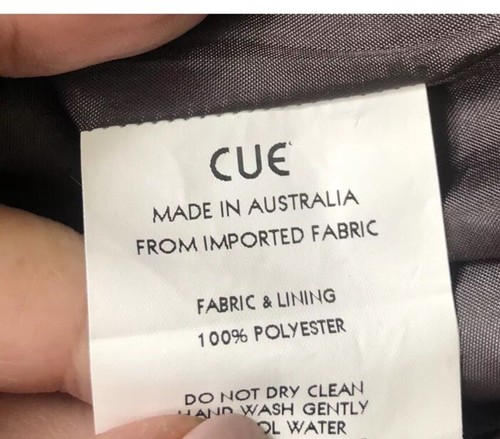 CUE
MADE IN AUSTRALIA
FROM IMPORTED FABRIC
FABRIC & LINING
100% POLYESTER
DO NOT DRY CLEAN
HAND WASH GENTLY
WATER